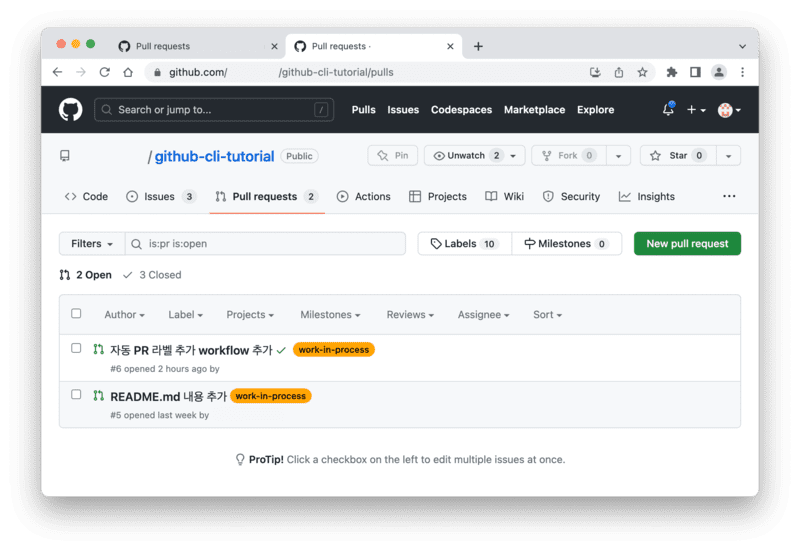 Pull requests
Pull requests ·
github.com/ /github-cli-tutorial/pulls
Search or jump to... / Pulls Issues Codespaces Marketplace Explore
/ github-cli-tutorial Public Pin Unwatch 2 Fork 0 Star 0
Code Issues 3 Pull requests 2 Actions Projects Wiki Security Insights
Filters is:pr is:open Labels 10 Milestones 0 New pull request
2 Open 3 Closed
Author Label Projects Milestones Reviews Assignee Sort
자동 PR 라벨 추가 workflow 추가 work-in-process
#6 opened 2 hours ago by
README.md 내용 추가 work-in-process
#5 opened last week by
ProTip! Click a checkbox on the left to edit multiple issues at once.